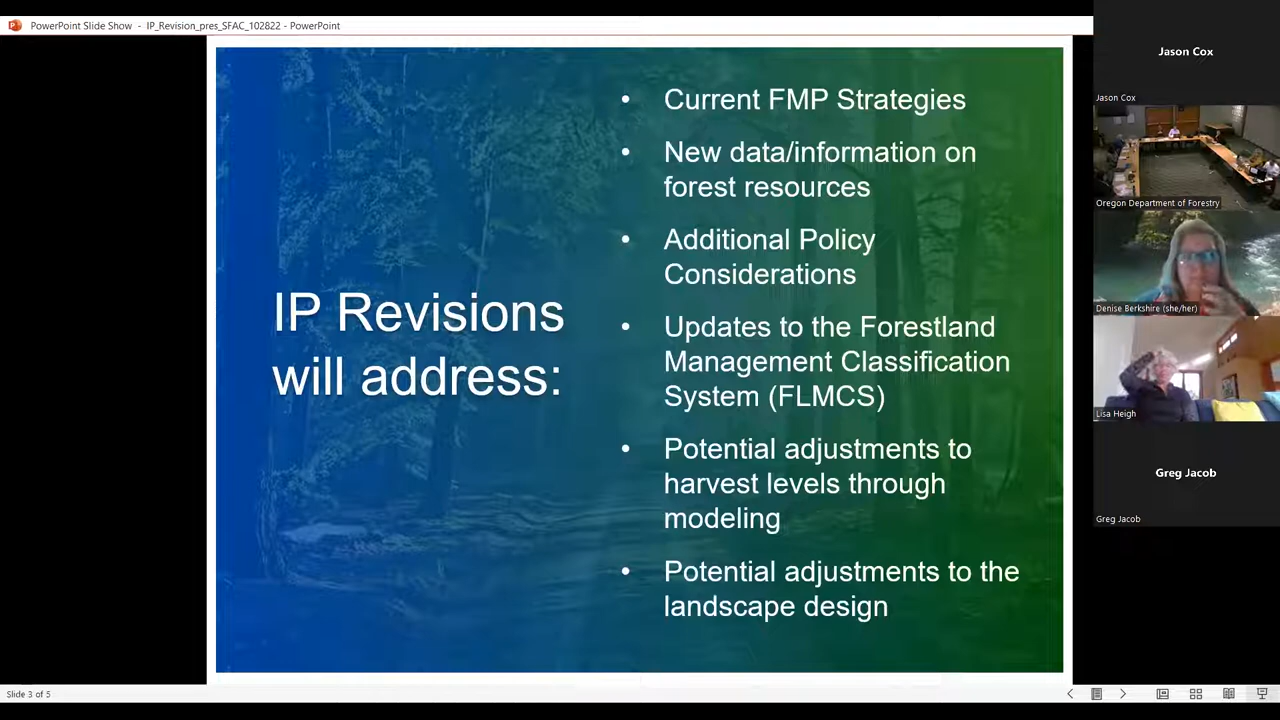 PowerPoint Slide Show - IP_Revision_pres_SFAC_102822 - PowerPoint
IP Revisions
will address:
• Current FMP Strategies
• New data/information on
forest resources
• Additional Policy
Considerations
• Updates to the Forestland
Management Classification
System (FLMCS)
• Potential adjustments to
harvest levels through
modeling
• Potential adjustments to the
landscape design
Slide 3 of 5
Jason Cox
Jason Cox
Oregon Department of Forestry
Denise Berkshire (she/her)
Lisa Heigh
Greg Jacob
Greg Jacob